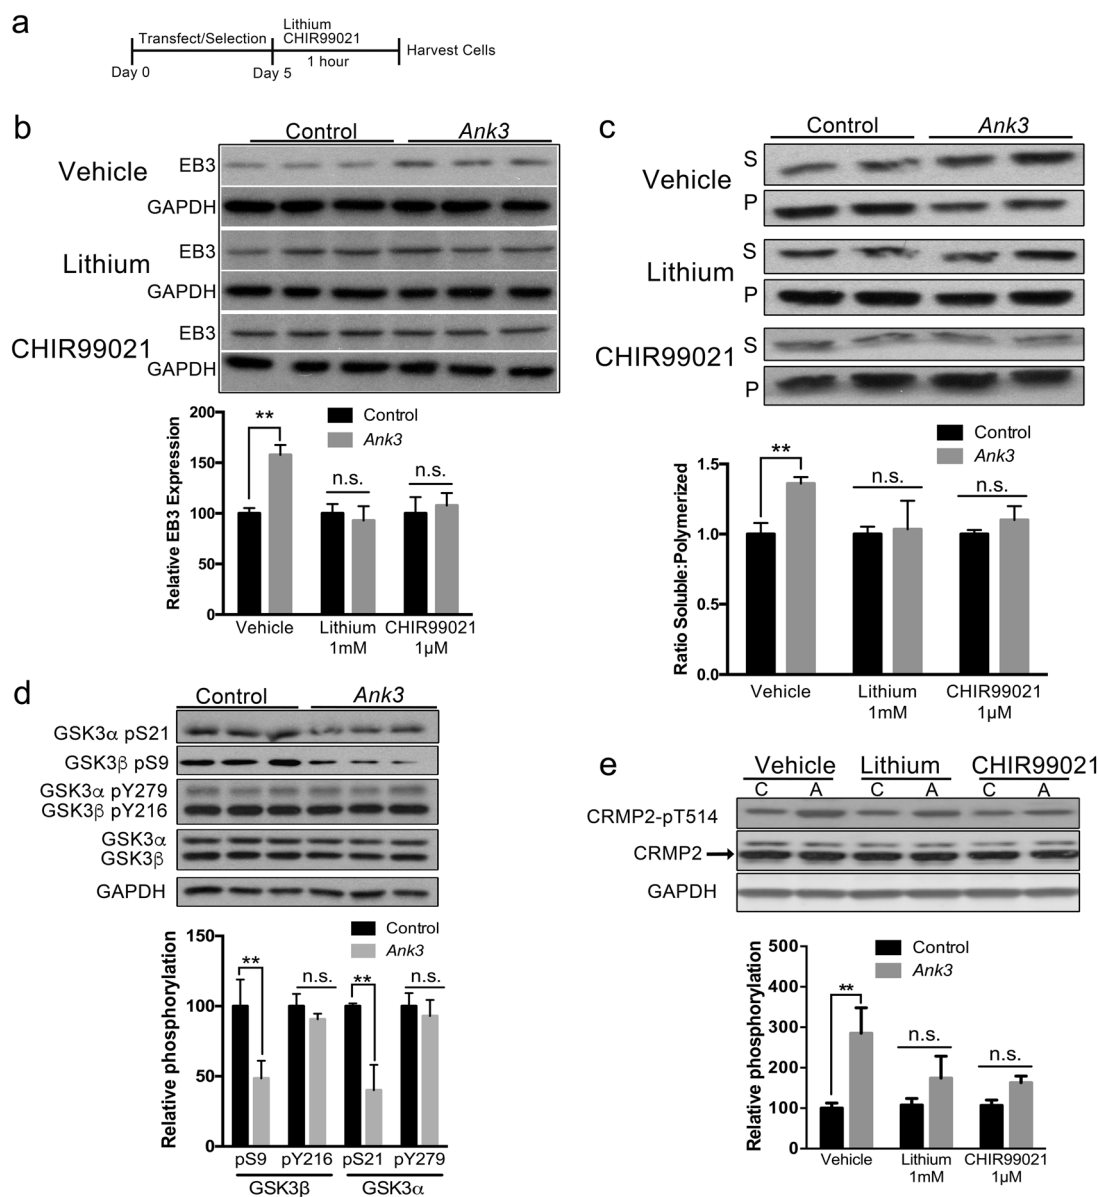 a
Lithium
CHIR99021
Transfect/Selection
1 hour
Harvest Cells
Day 0
Day 5
b
Control
Ank3
Vehicle
EB3
GAPDH
Lithium
EB3
GAPDH
CHIR99021
EB3
GAPDH
200
150
100
50
0
Relative EB3 Expression
Control
Ank3
**
n.s.
n.s.
Vehicle
Lithium
1mM
CHIR99021
1µM
c
Control
Ank3
Vehicle
S
P
Lithium
S
P
CHIR99021
S
P
Control
Ank3
1.5
1.0
0.5
0.0
Ratio Soluble:Polymerized
**
n.s.
n.s.
Vehicle
Lithium
1mM
CHIR99021
1µM
d
Control
Ank3
GSK3α pS21
GSK3β pS9
GSK3α pY279
GSK3β pY216
GSK3α
GSK3β
GAPDH
Control
Ank3
150
100
50
0
Relative phosphorylation
**
n.s.
**
n.s.
pS9
pY216
pS21
pY279
GSK3β
GSK3α
e
Vehicle
Lithium
CHIR99021
C
A
C
A
C
A
CRMP2-pT514
CRMP2
GAPDH
Control
Ank3
500
400
300
200
100
0
Relative phosphorylation
**
n.s.
n.s.
Vehicle
Lithium
1mM
CHIR99021
1µM